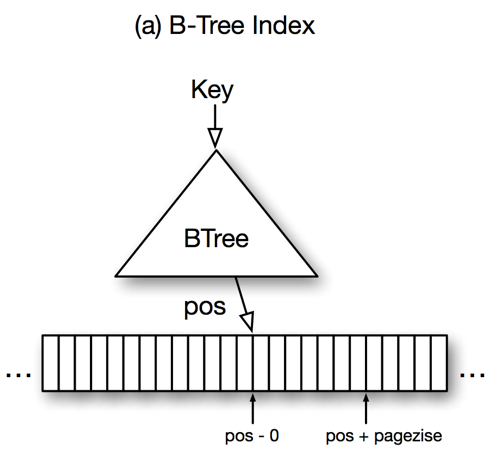 (a) B-Tree Index
Key
BTree
pos
... ...
pos - 0 pos + pagezise